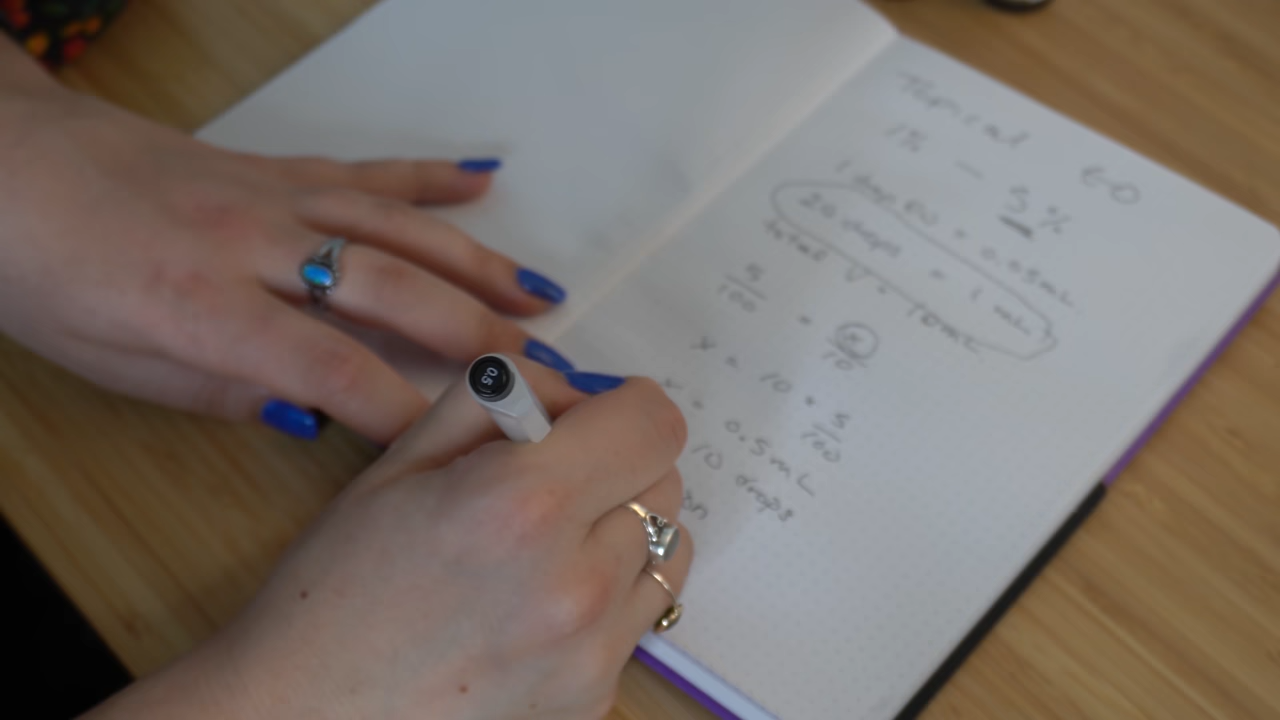 Topical EO
1% - 5%
1 drop EO = 0.05mL
20 drops = 1 mL
total V = 10mL
5/100 = x/10
x = 10 * 5/100
x = 0.5mL
10 drops
0.5